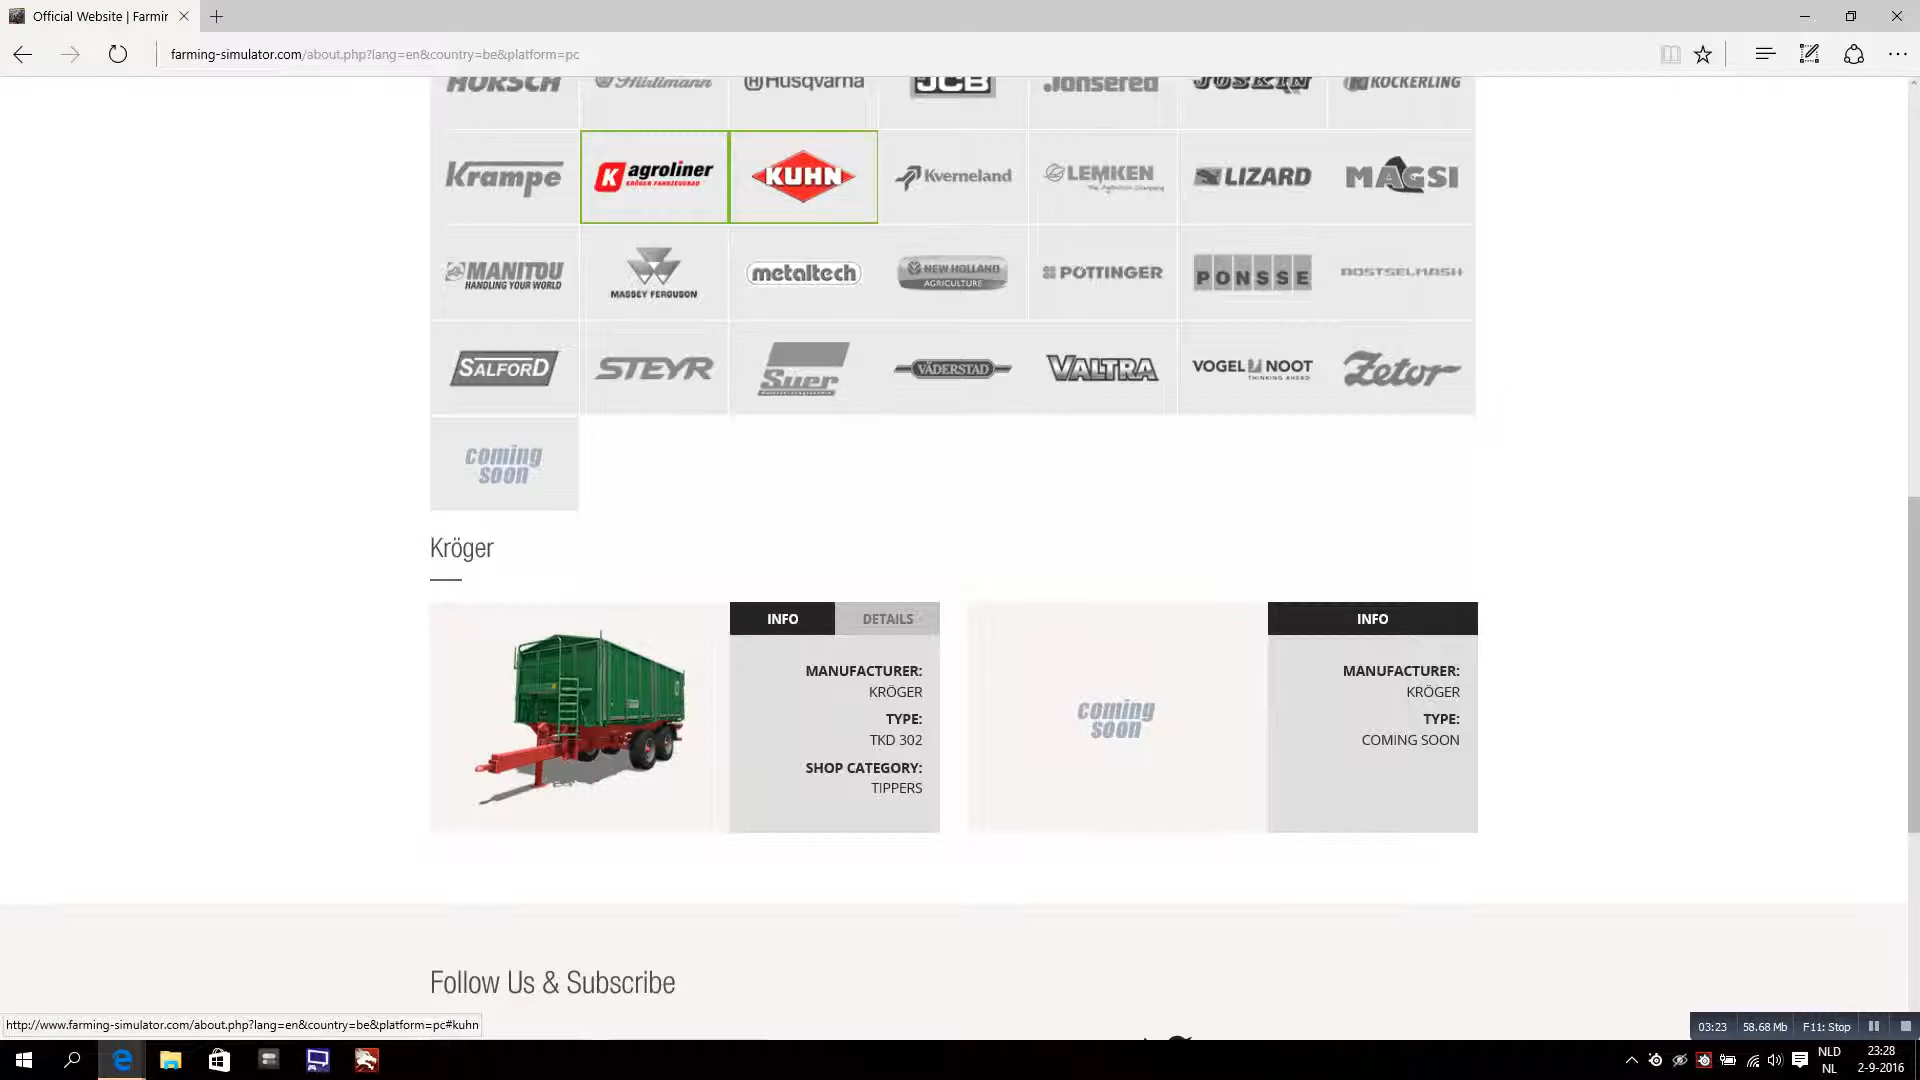 Official Website | Farmir
farming-simulator.com/about.php?lang=en&country=be&platform=pc
HORSCH Hürlimann Husqvarna JCB Jonsered JOSKIN KÖCKERLING
Krampe agroliner KRÖGER FAHRZEUGBAU KUHN Kverneland LEMKEN The Agrovision Company LIZARD MAGSI
MANITOU HANDLING YOUR WORLD MASSEY FERGUSON metaltech NEW HOLLAND AGRICULTURE PÖTTINGER PONSSE ROSTSELMASH
SALFORD STEYR Suer VÄDERSTAD VALTRA VOGEL NOOT THINKING AHEAD Zetor
coming
soon
Kröger
INFO DETAILS
MANUFACTURER:
KRÖGER
TYPE:
TKD 302
SHOP CATEGORY:
TIPPERS
coming
soon
INFO
MANUFACTURER:
KRÖGER
TYPE:
COMING SOON
Follow Us & Subscribe
http://www.farming-simulator.com/about.php?lang=en&country=be&platform=pc#kuhn
03:23 58.68 Mb F11: Stop
NLD
NL
23:28
2-9-2016